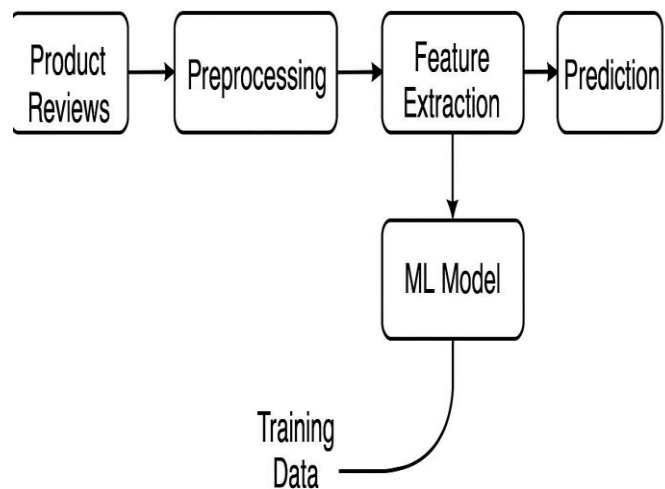 Product
Reviews
Preprocessing
Feature
Extraction
Prediction
ML Model
Training
Data